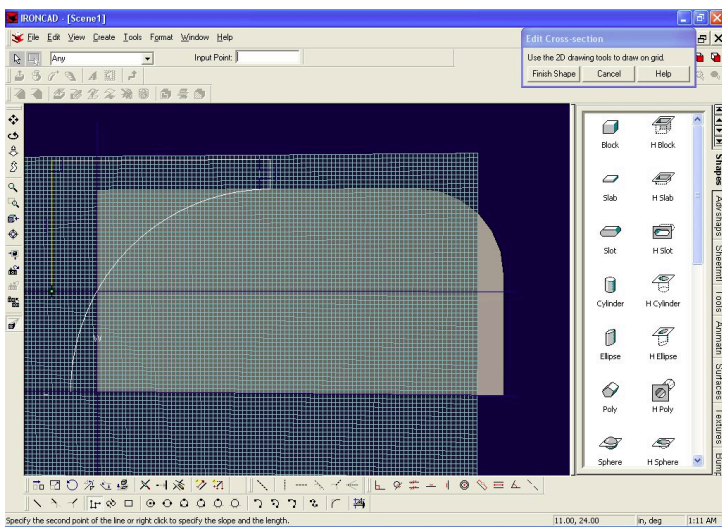 IRONCAD - [Scene1]
File Edit View Create Tools Format Window Help
Any
Input Point:
Edit Cross-section
Use the 2D drawing tools to draw on grid.
Finish Shape Cancel Help
Block H Block
Slab H Slab
Slot H Slot
Cylinder H Cylinder
Ellipse H Ellipse
Poly H Poly
Sphere H Sphere
Shapes
Advshaps
Sheetmtl
Tools
Animatn
Surfaces
Textures
W
Specify the second point of the line or right click to specify the slope and the length.
11.00, 24.00
in, deg
1:11 AM